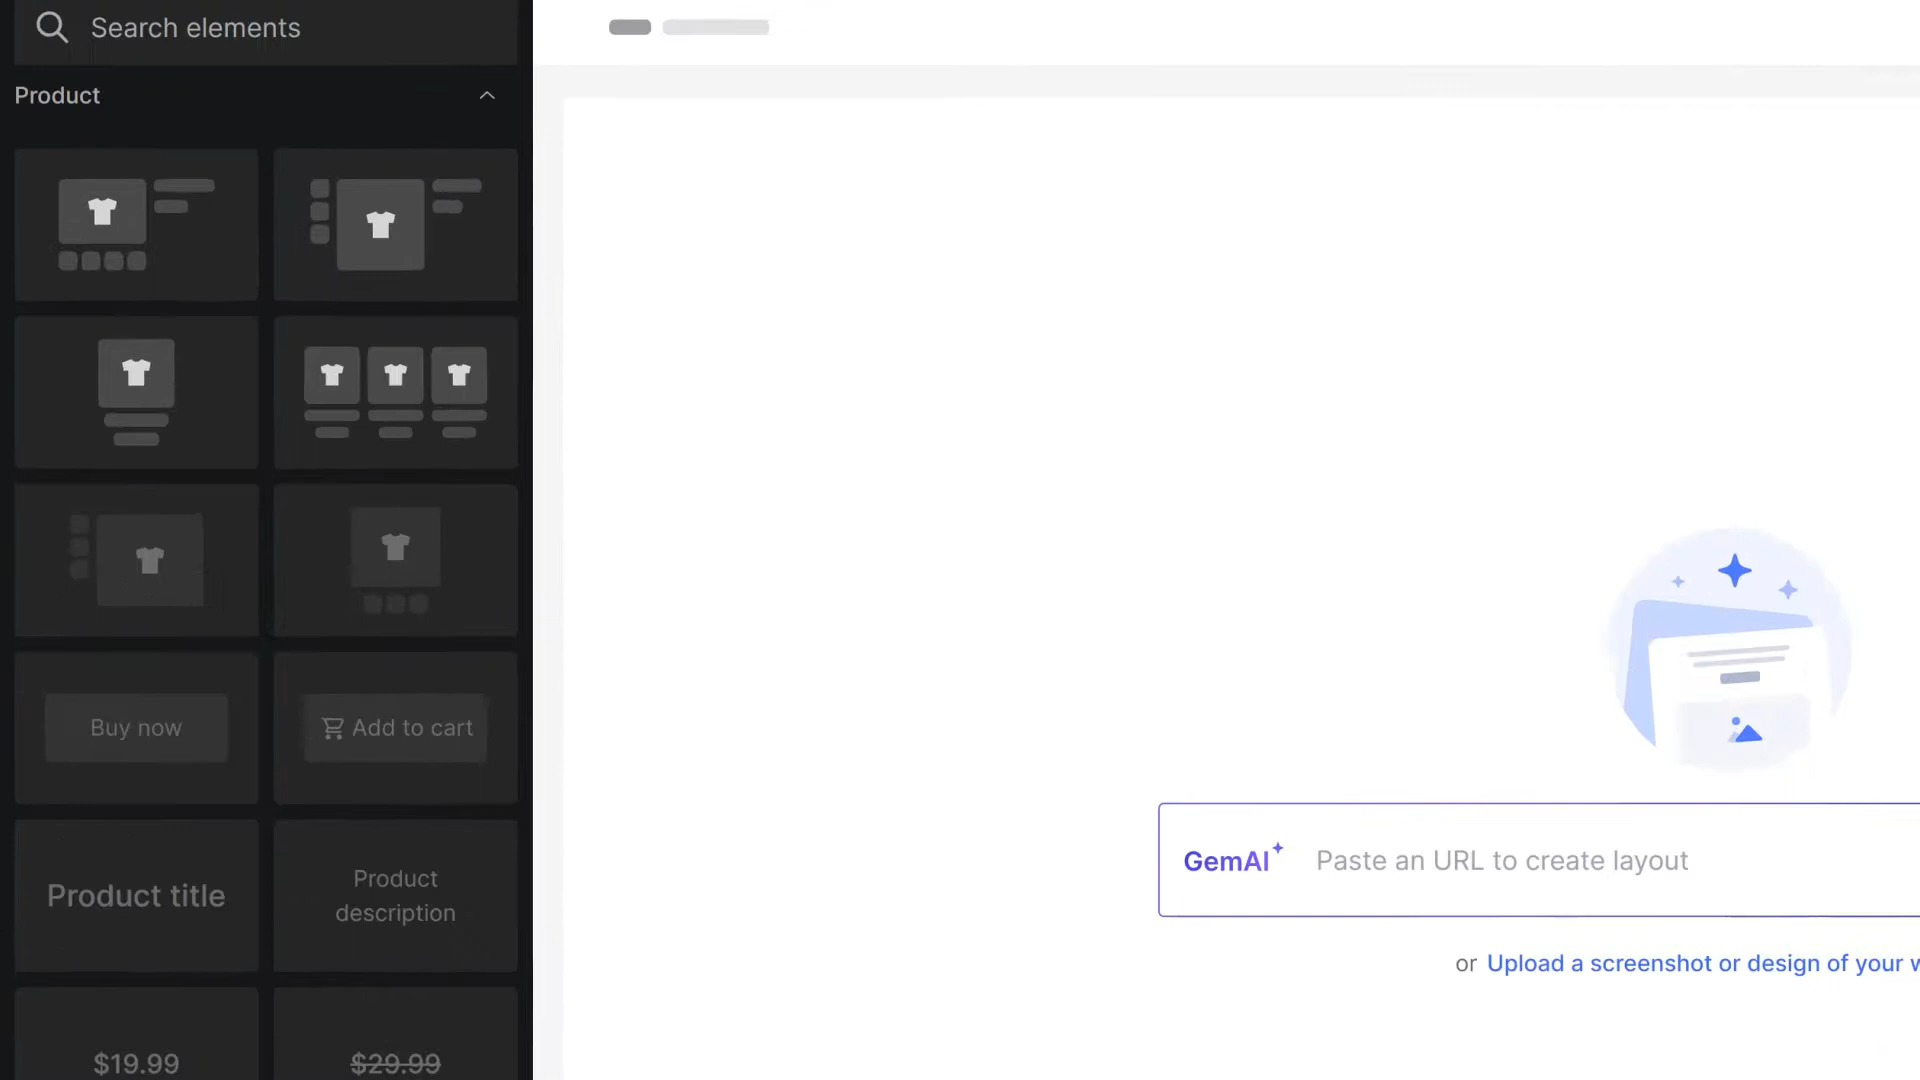 Search elements
Product
Buy now
Add to cart
Product title
Product
description
$19.99
$29.99
GemAI
Paste an URL to create layout
or Upload a screenshot or design of your